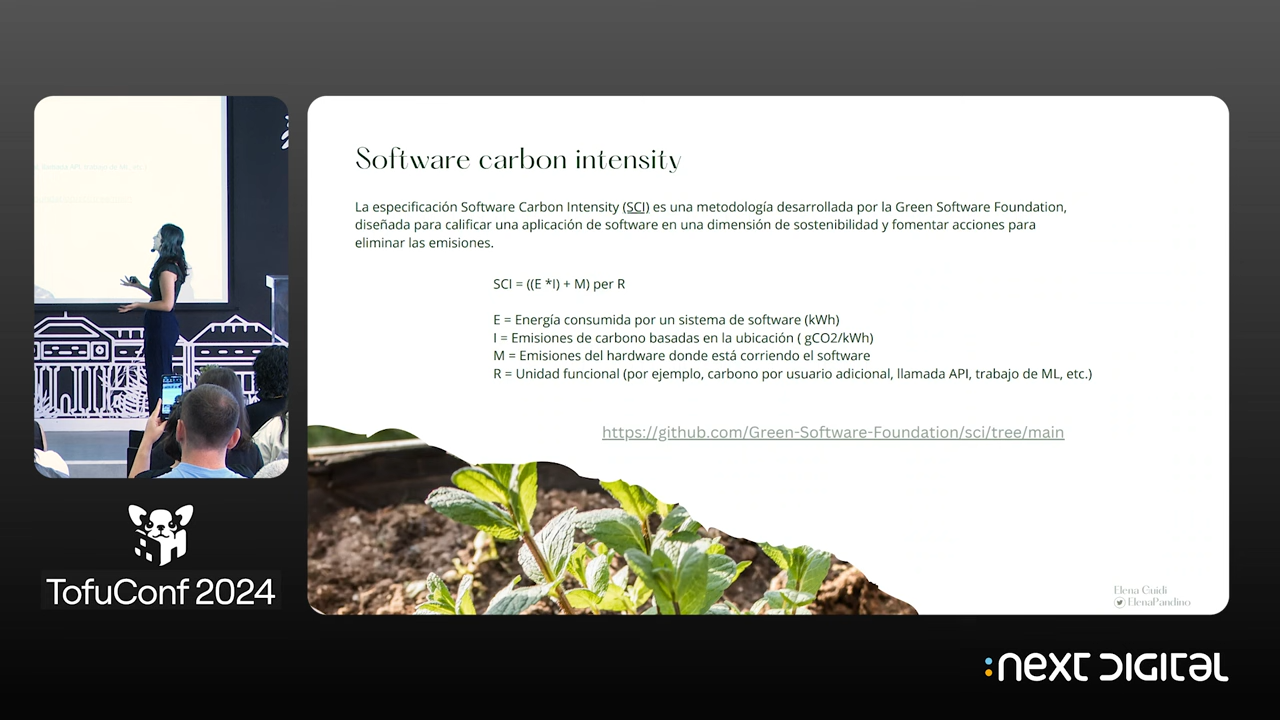 Software carbon intensity
La especificación Software Carbon Intensity (SCI) es una metodología desarrollada por la Green Software Foundation,
diseñada para calificar una aplicación de software en una dimensión de sostenibilidad y fomentar acciones para
eliminar las emisiones.
SCI = ((E *I) + M) per R
E = Energía consumida por un sistema de software (kWh)
I = Emisiones de carbono basadas en la ubicación ( gCO2/kWh)
M = Emisiones del hardware donde está corriendo el software
R = Unidad funcional (por ejemplo, carbono por usuario adicional, llamada API, trabajo de ML, etc.)
https://github.com/Green-Software-Foundation/sci/tree/main
Elena Guidi
ElenaPandino
TofuConf 2024
:next digital